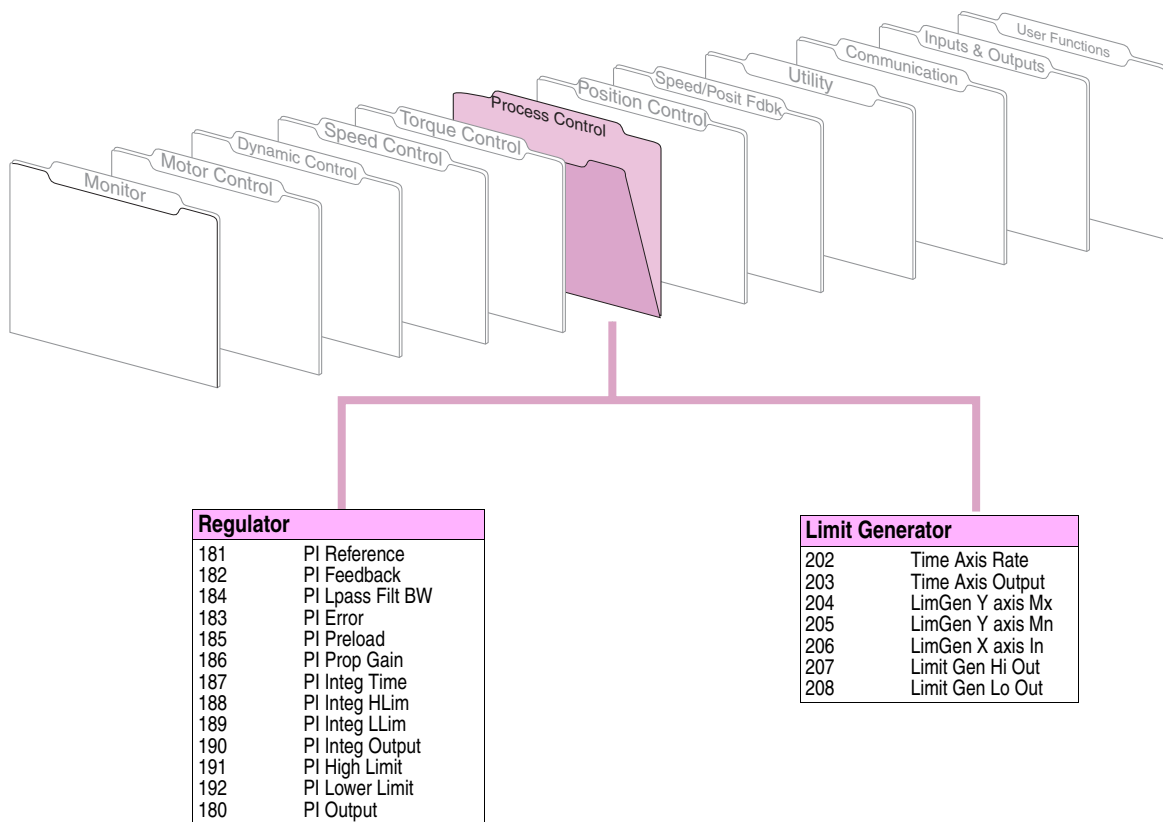 User Functions
Inputs & Outputs
Communication
Utility
Speed/Posit Fdbk
Position Control
Process Control
Torque Control
Speed Control
Dynamic Control
Motor Control
Monitor
Regulator
181 PI Reference
182 PI Feedback
184 PI Lpass Filt BW
183 PI Error
185 PI Preload
186 PI Prop Gain
187 PI Integ Time
188 PI Integ HLim
189 PI Integ LLim
190 PI Integ Output
191 PI High Limit
192 PI Lower Limit
180 PI Output
Limit Generator
202 Time Axis Rate
203 Time Axis Output
204 LimGen Y axis Mx
205 LimGen Y axis Mn
206 LimGen X axis In
207 Limit Gen Hi Out
208 Limit Gen Lo Out